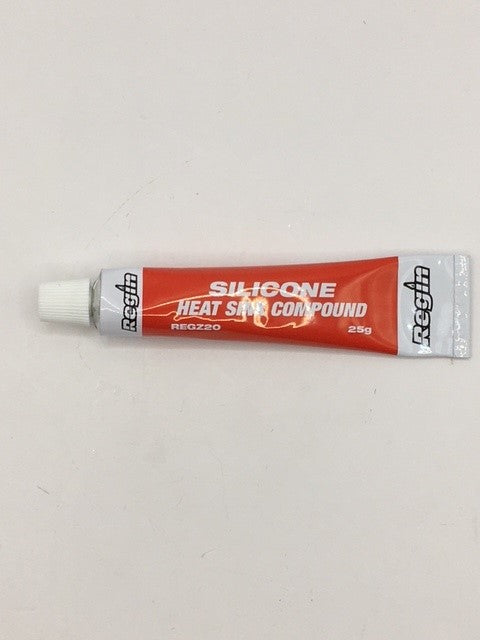 Regin
SILICONE
HEAT SINK COMPOUND
REGZ20
25g
Regin